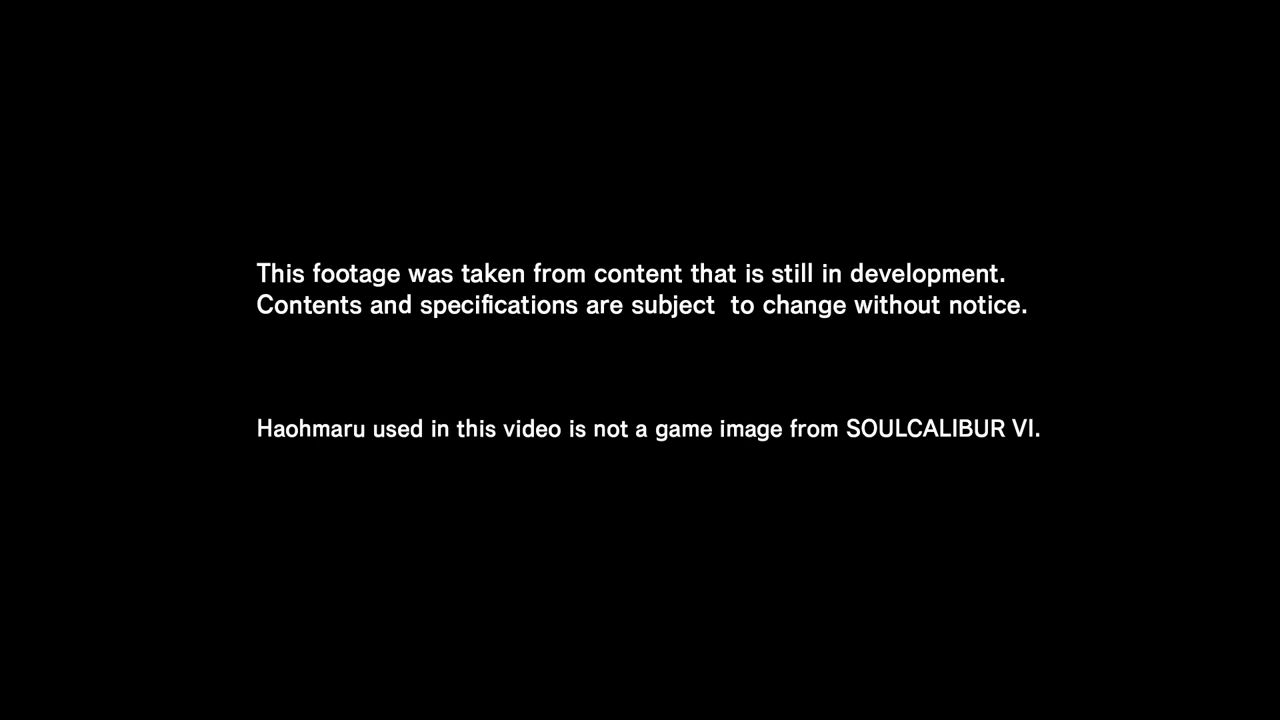 This footage was taken from content that is still in development.
Contents and specifications are subject  to change without notice.
Haohmaru used in this video is not a game image from SOULCALIBUR VI.